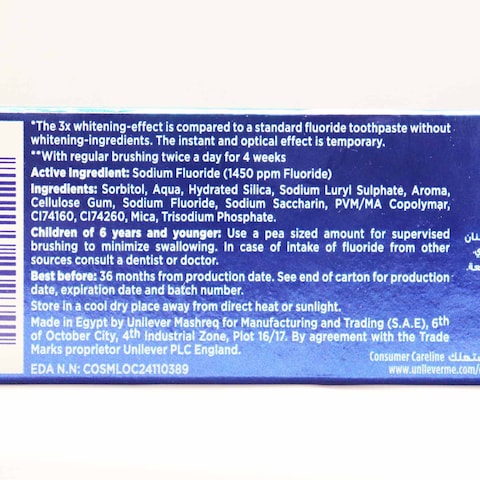 *The 3x whitening-effect is compared to a standard fluoride toothpaste without
whitening-ingredients. The instant and optical effect is temporary.
**With regular brushing twice a day for 4 weeks
Active Ingredient: Sodium Fluoride (1450 ppm Fluoride)
Ingredients: Sorbitol, Aqua, Hydrated Silica, Sodium Luryl Sulphate, Aroma,
Cellulose Gum, Sodium Fluoride, Sodium Saccharin, PVM/MA Copolymar,
CI74160, CI74260, Mica, Trisodium Phosphate.
Children of 6 years and younger: Use a pea sized amount for supervised
brushing to minimize swallowing. In case of intake of fluoride from other
sources consult a dentist or doctor.
Best before: 36 months from production date. See end of carton for production
date, expiration date and batch number.
Store in a cool dry place away from direct heat or sunlight.
Made in Egypt by Unilever Mashreq for Manufacturing and Trading (S.A.E), 6th
of October City, 4th Industrial Zone, Plot 16/17. By agreement with the Trade
Marks proprietor Unilever PLC England.
EDA N.N: COSMLOC24110389
Consumer Careline
www.unileverme.com/